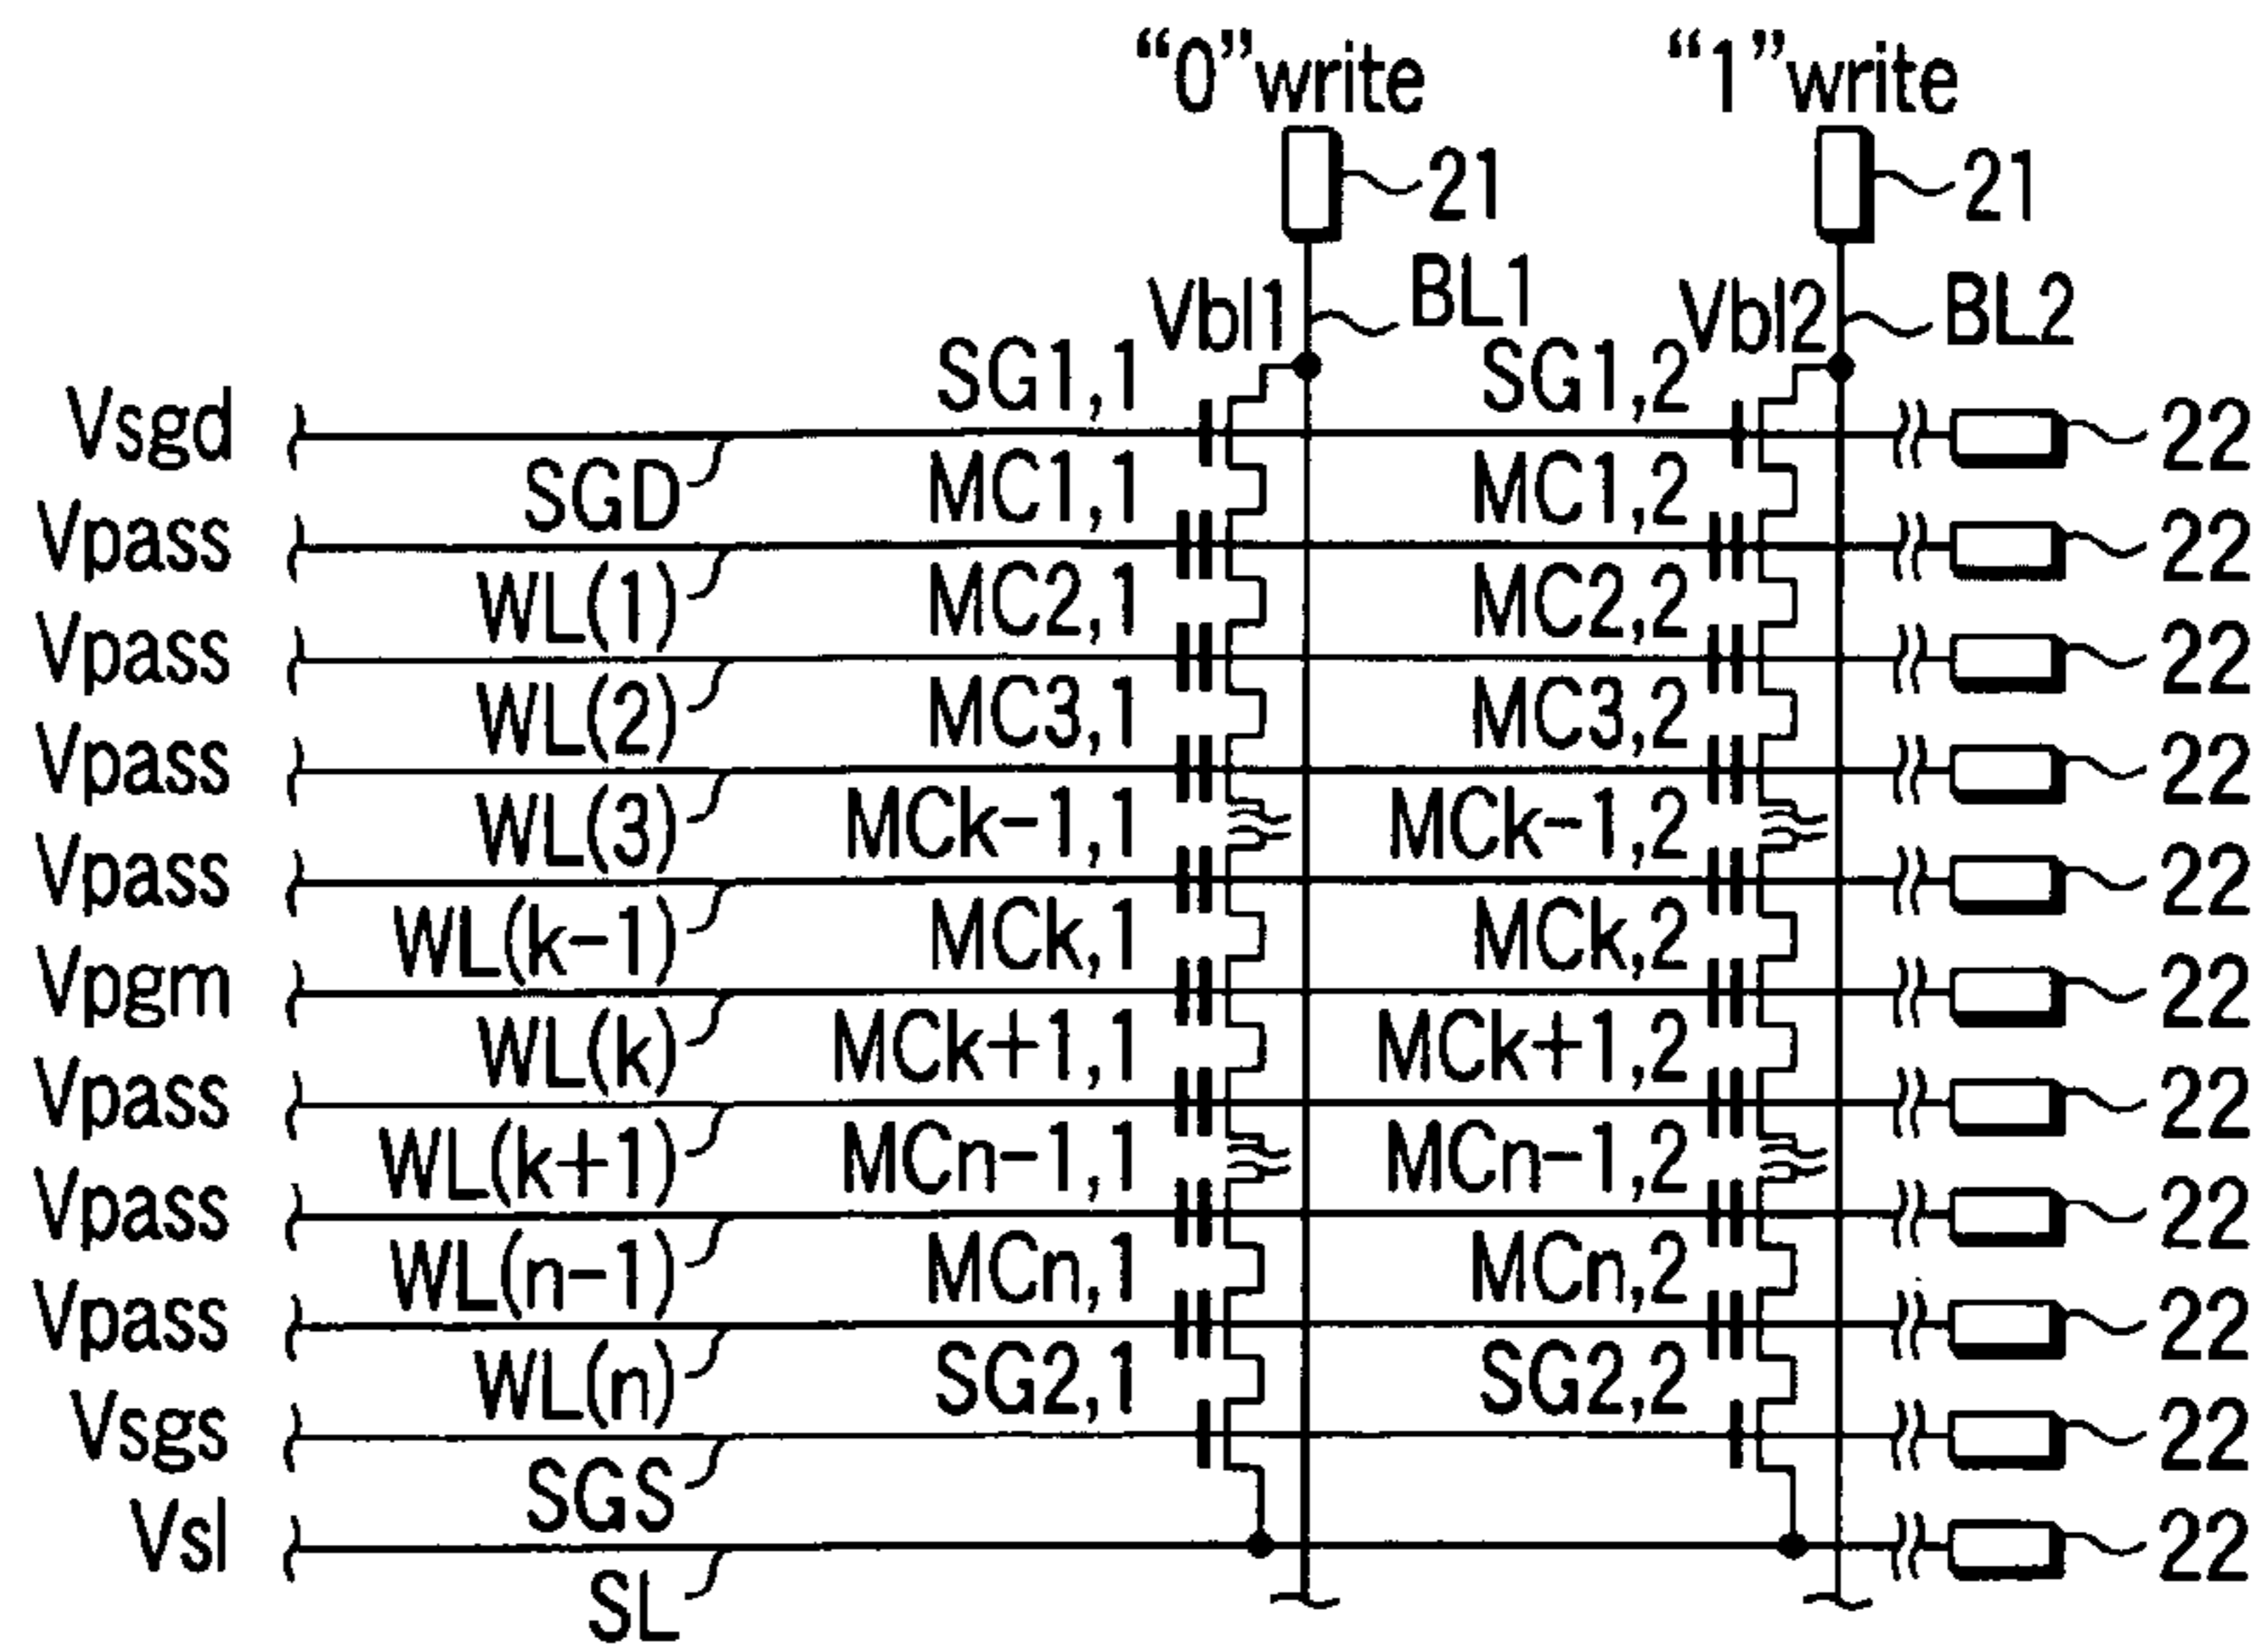 “0”write “1”write
21 21
Vbl1 BL1 Vbl2 BL2
SG1,1 SG1,2
Vsgd 22
SGD MC1,1 MC1,2
Vpass 22
WL(1) MC2,1 MC2,2
Vpass 22
WL(2) MC3,1 MC3,2
Vpass 22
WL(3) MCk-1,1 MCk-1,2
Vpass 22
WL(k-1) MCk,1 MCk,2
Vpgm 22
WL(k) MCk+1,1 MCk+1,2
Vpass 22
WL(k+1) MCn-1,1 MCn-1,2
Vpass 22
WL(n-1) MCn,1 MCn,2
Vpass 22
WL(n) SG2,1 SG2,2
Vsgs 22
SGS
Vsl 22
SL